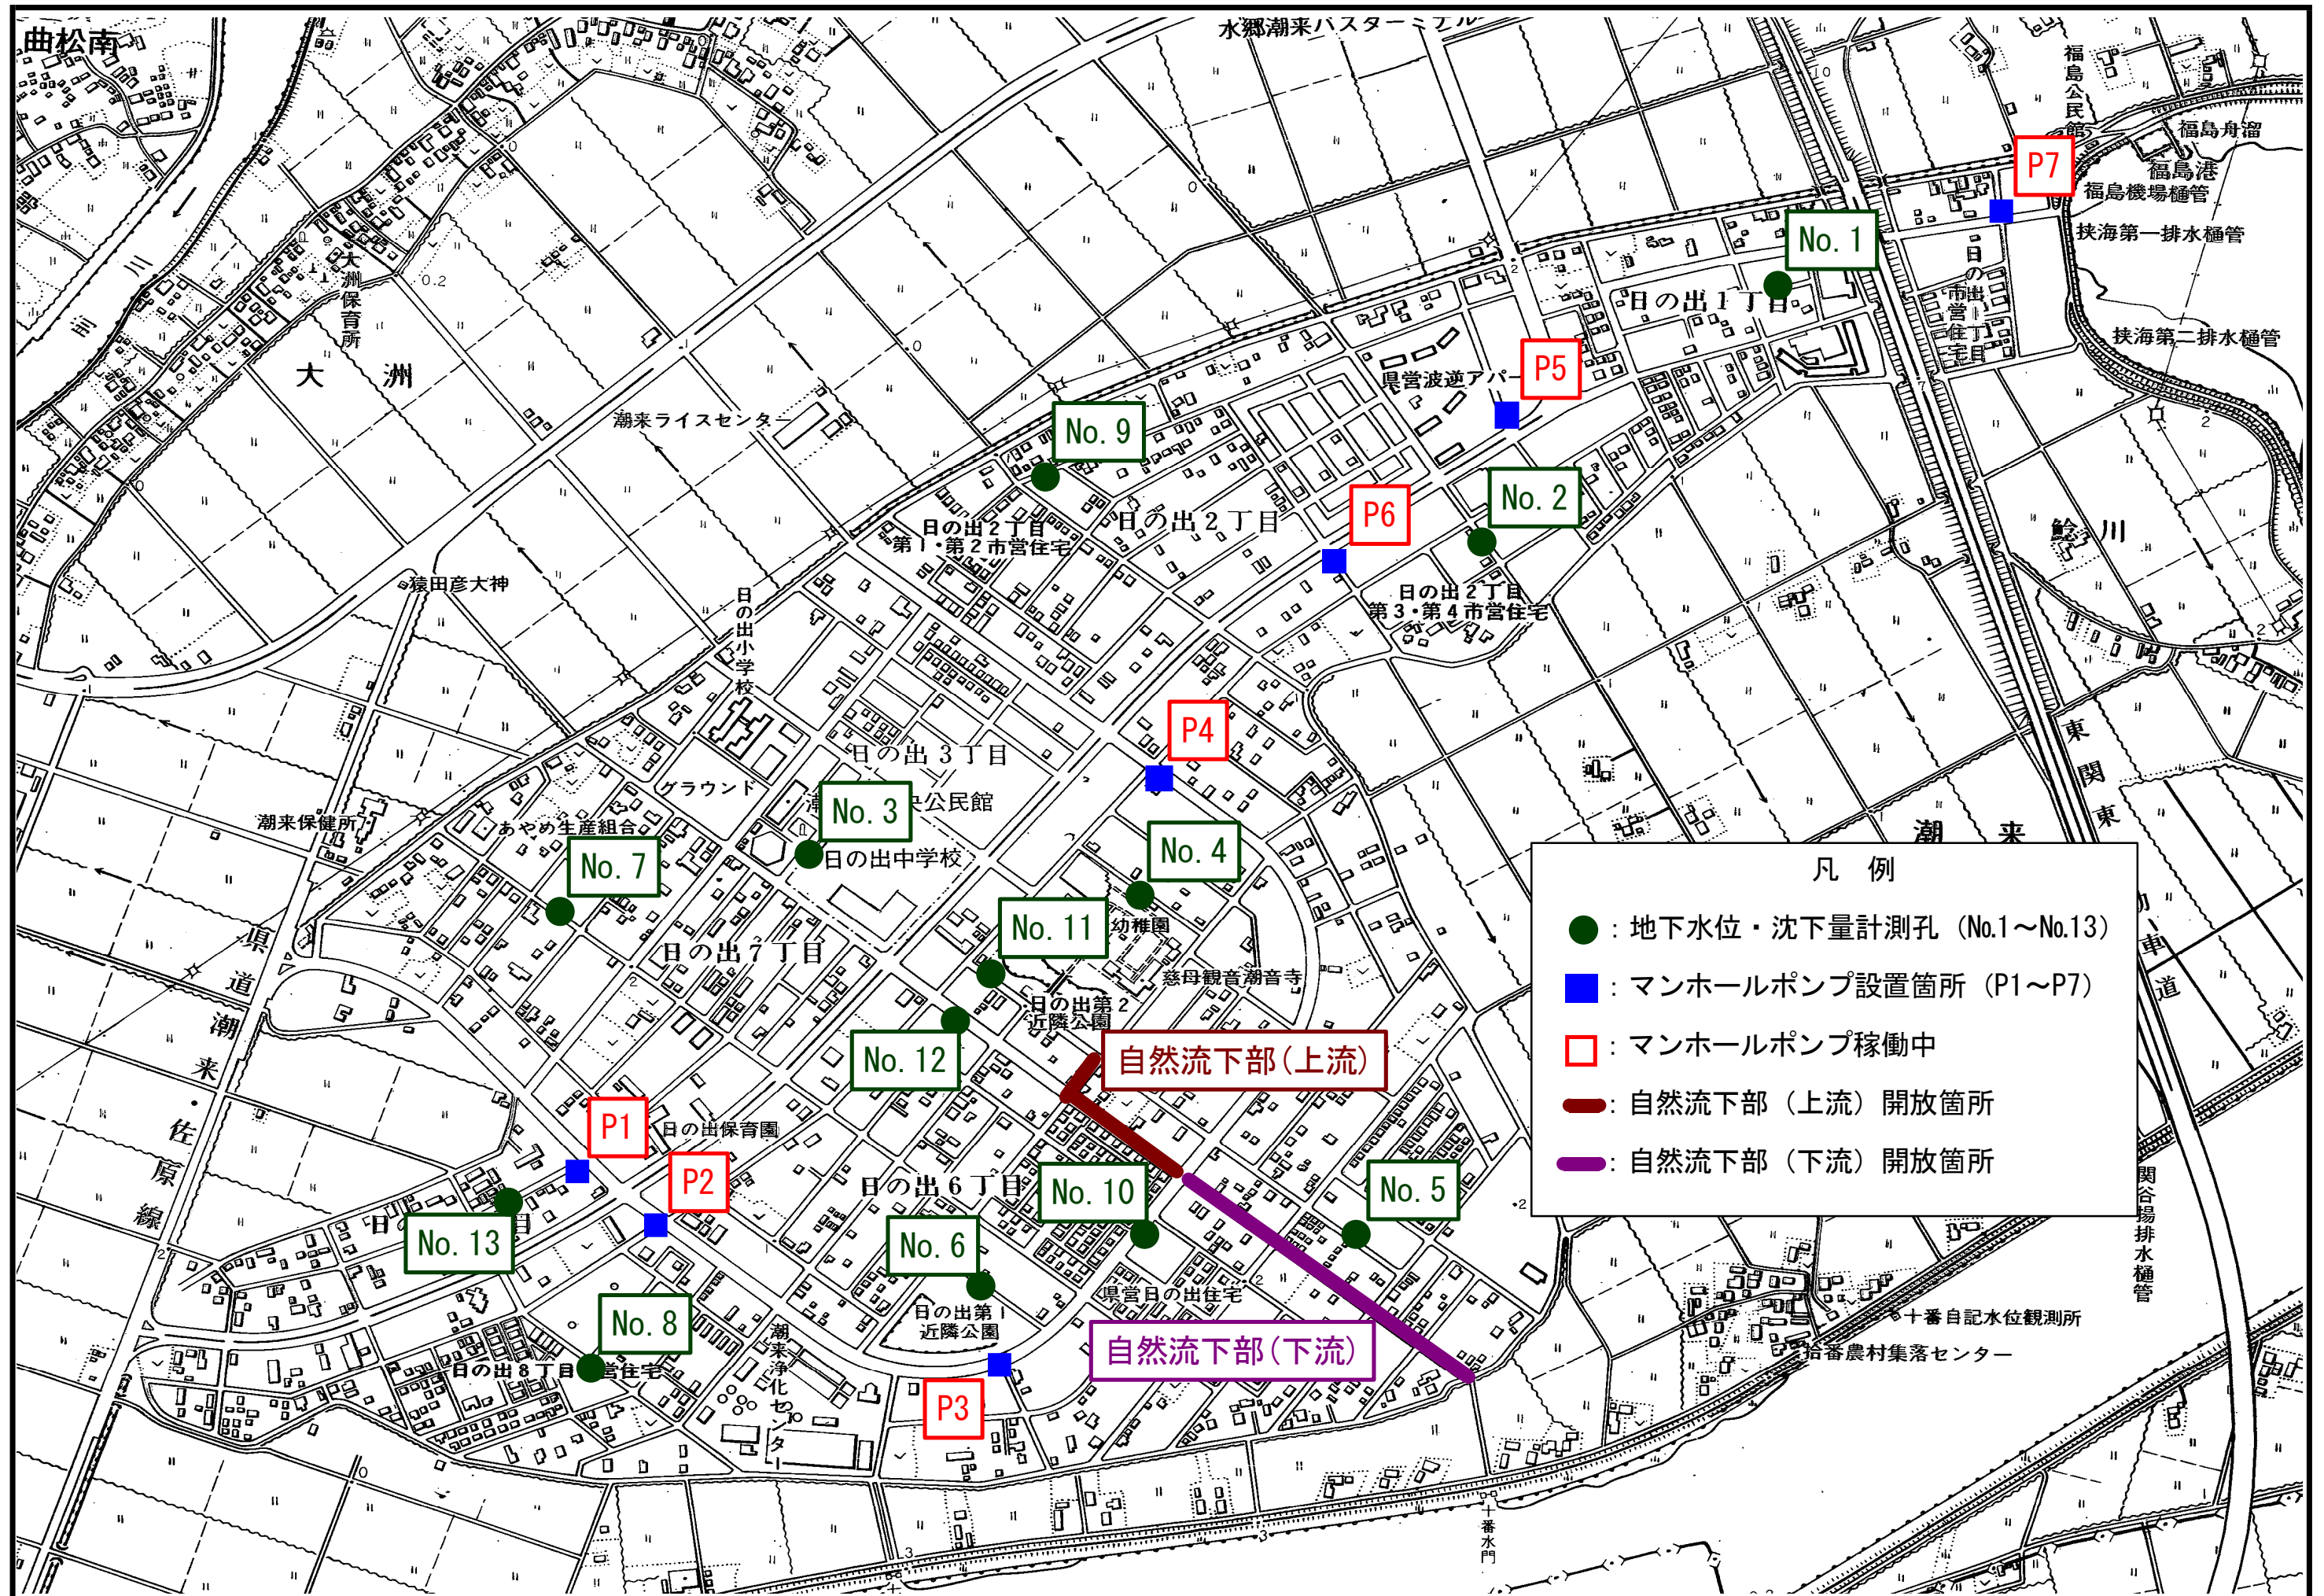 曲松南
水郷潮来バスターミナル
福島公民館
福島舟溜
福島港
福島機場樋管
P7
挟海第一排水樋管
No. 1
日の出1丁目
日の出1丁目
市営住宅
挟海第二排水樋管
前川
大洲保育所
大 洲
潮来ライスセンター
県営波逆アパー
P5
No. 9
No. 2
P6
日の出2丁目
日の出2丁目
第1・第2市営住宅
鯰川
猿田彦大神
日の出2丁目
第3・第4市営住宅
日の出小学校
P4
日の出3丁目
グラウンド
央公民館
No. 3
潮来保健所
あやめ生産組合
日の出中学校
No. 4
No. 7
No. 11
幼稚園
日の出7丁目
慈母観音潮音寺
日の出第2
近隣公園
No. 12
自然流下部(上流)
県道潮来・佐原線
P1
日の出保育園
P2
日の出6丁目
No. 10
No. 5
No. 13
No. 6
県営日の出住宅
日の出第1
近隣公園
No. 8
自然流下部(下流)
日の出8丁目
営住宅
潮来浄化センター
P3
潮 来
東関東
動車道
凡 例
: 地下水位・沈下量計測孔 (No.1~No.13)
: マンホールポンプ設置箇所 (P1~P7)
: マンホールポンプ稼働中
: 自然流下部 (上流) 開放箇所
: 自然流下部 (下流) 開放箇所
関谷揚排水樋管
十番自記水位観測所
拾番農村集落センター
十番水門